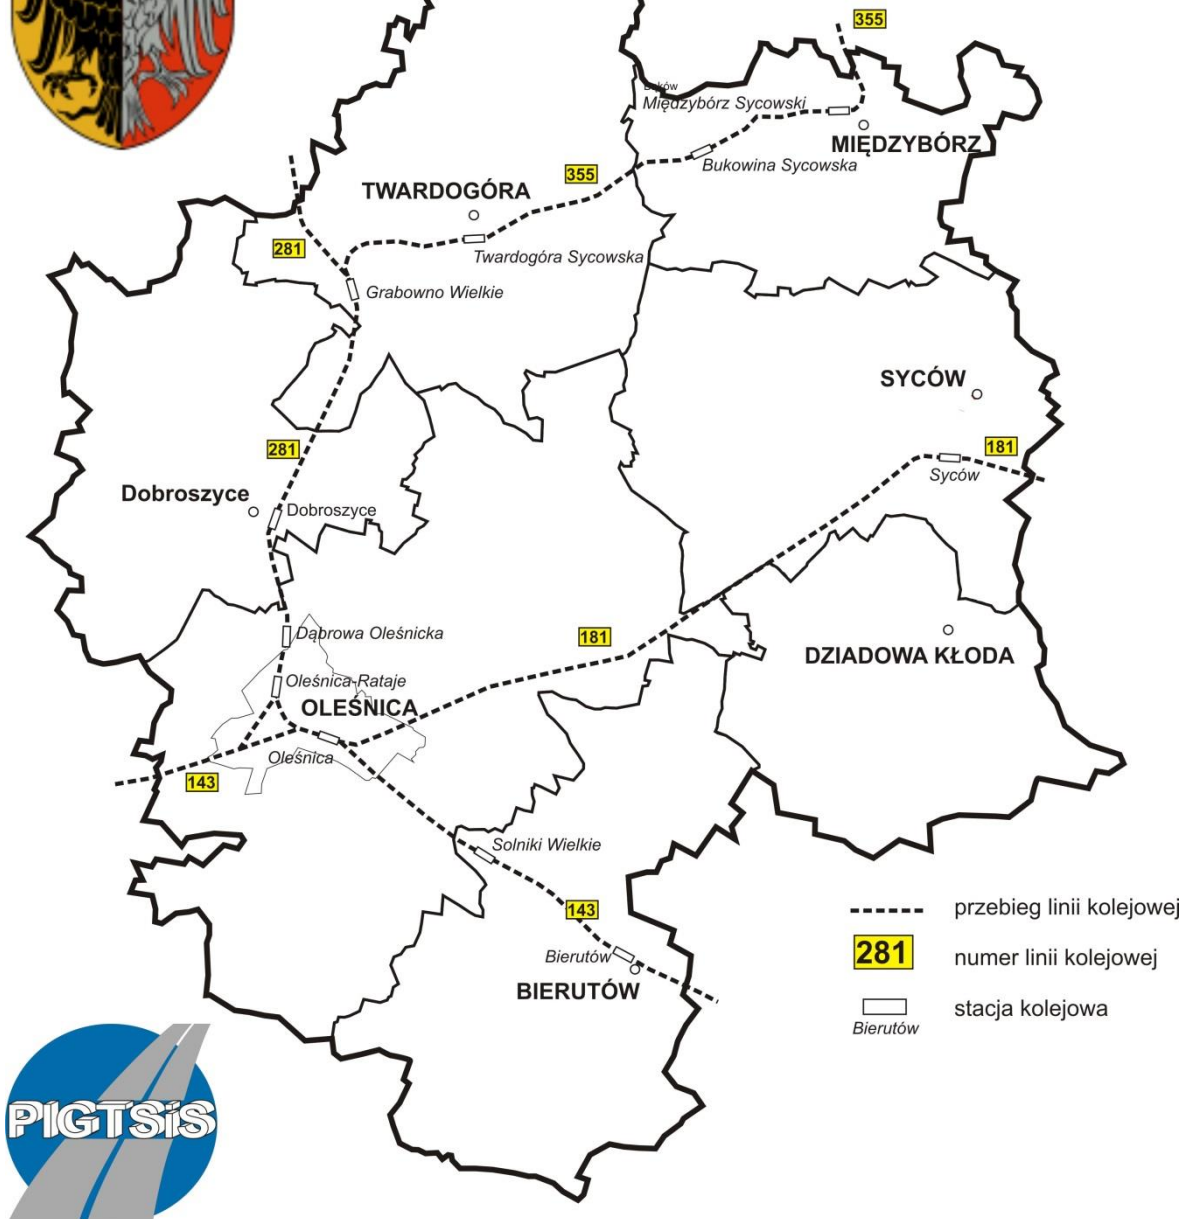 355
Buków
Międzybórz Sycowski
MIĘDZYBÓRZ
Bukowina Sycowska
355
TWARDOGÓRA
281
Twardogóra Sycowska
Grabowno Wielkie
SYCÓW
281
181
Syców
Dobroszyce
Dobroszyce
Dąbrowa Oleśnicka
181
DZIADOWA KŁODA
Oleśnica-Rataje
OLEŚNICA
Oleśnica
143
Solniki Wielkie
143
Bierutów
BIERUTÓW
przebieg linii kolejowej
281
numer linii kolejowej
stacja kolejowa
Bierutów
PIGTSiS